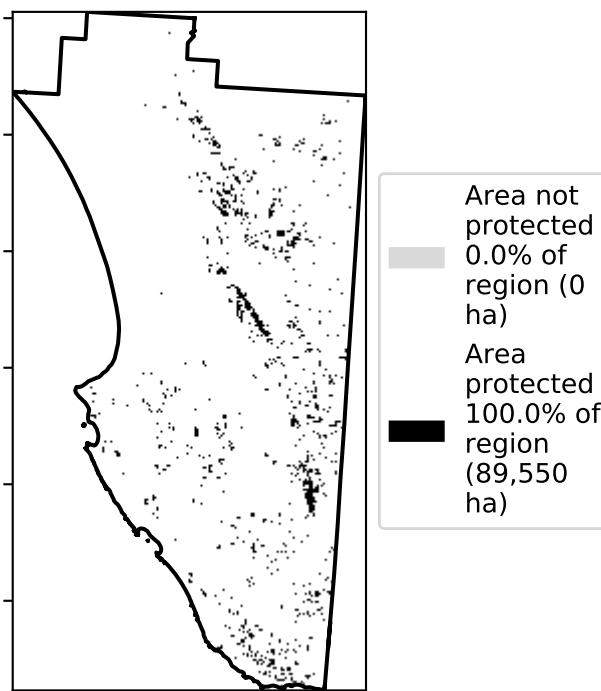 Area not
protected
0.0% of
region (0
ha)
Area
protected
100.0% of
region
(89,550
ha)